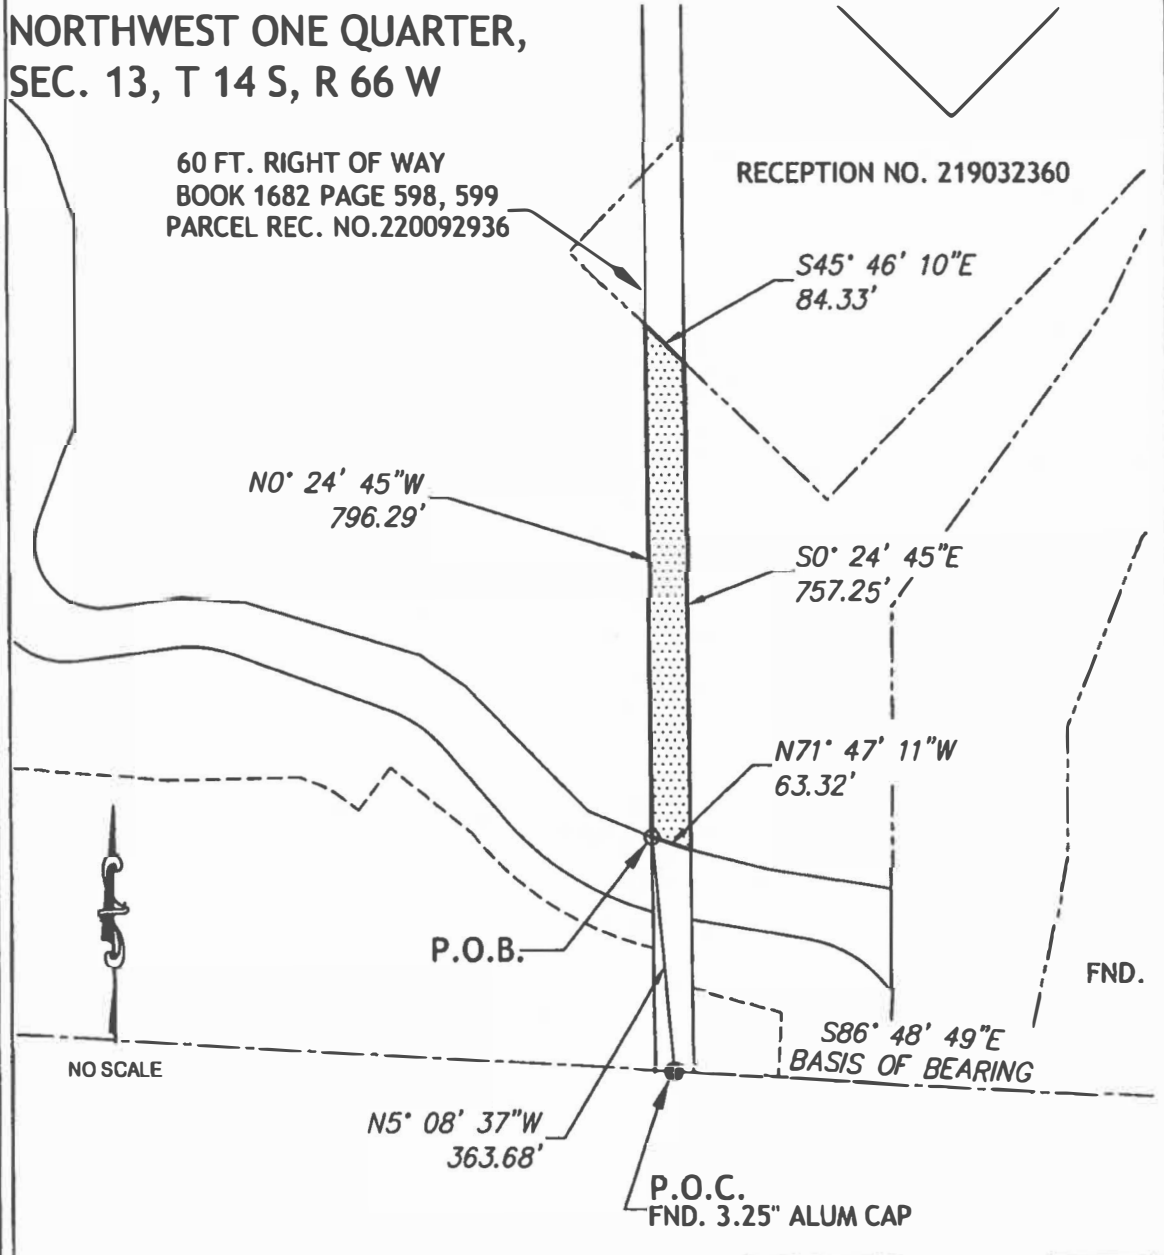 NORTHWEST ONE QUARTER,
SEC. 13, T 14 S, R 66 W
60 FT. RIGHT OF WAY
BOOK 1682 PAGE 598, 599
PARCEL REC. NO.220092936
RECEPTION NO. 219032360
S45° 46' 10"E
84.33'
N0° 24' 45"W
796.29'
S0° 24' 45"E
757.25'
N71° 47' 11"W
63.32'
P.O.B.
FND.
S86° 48' 49"E
BASIS OF BEARING
NO SCALE
N5° 08' 37"W
363.68'
P.O.C.
FND. 3.25" ALUM CAP